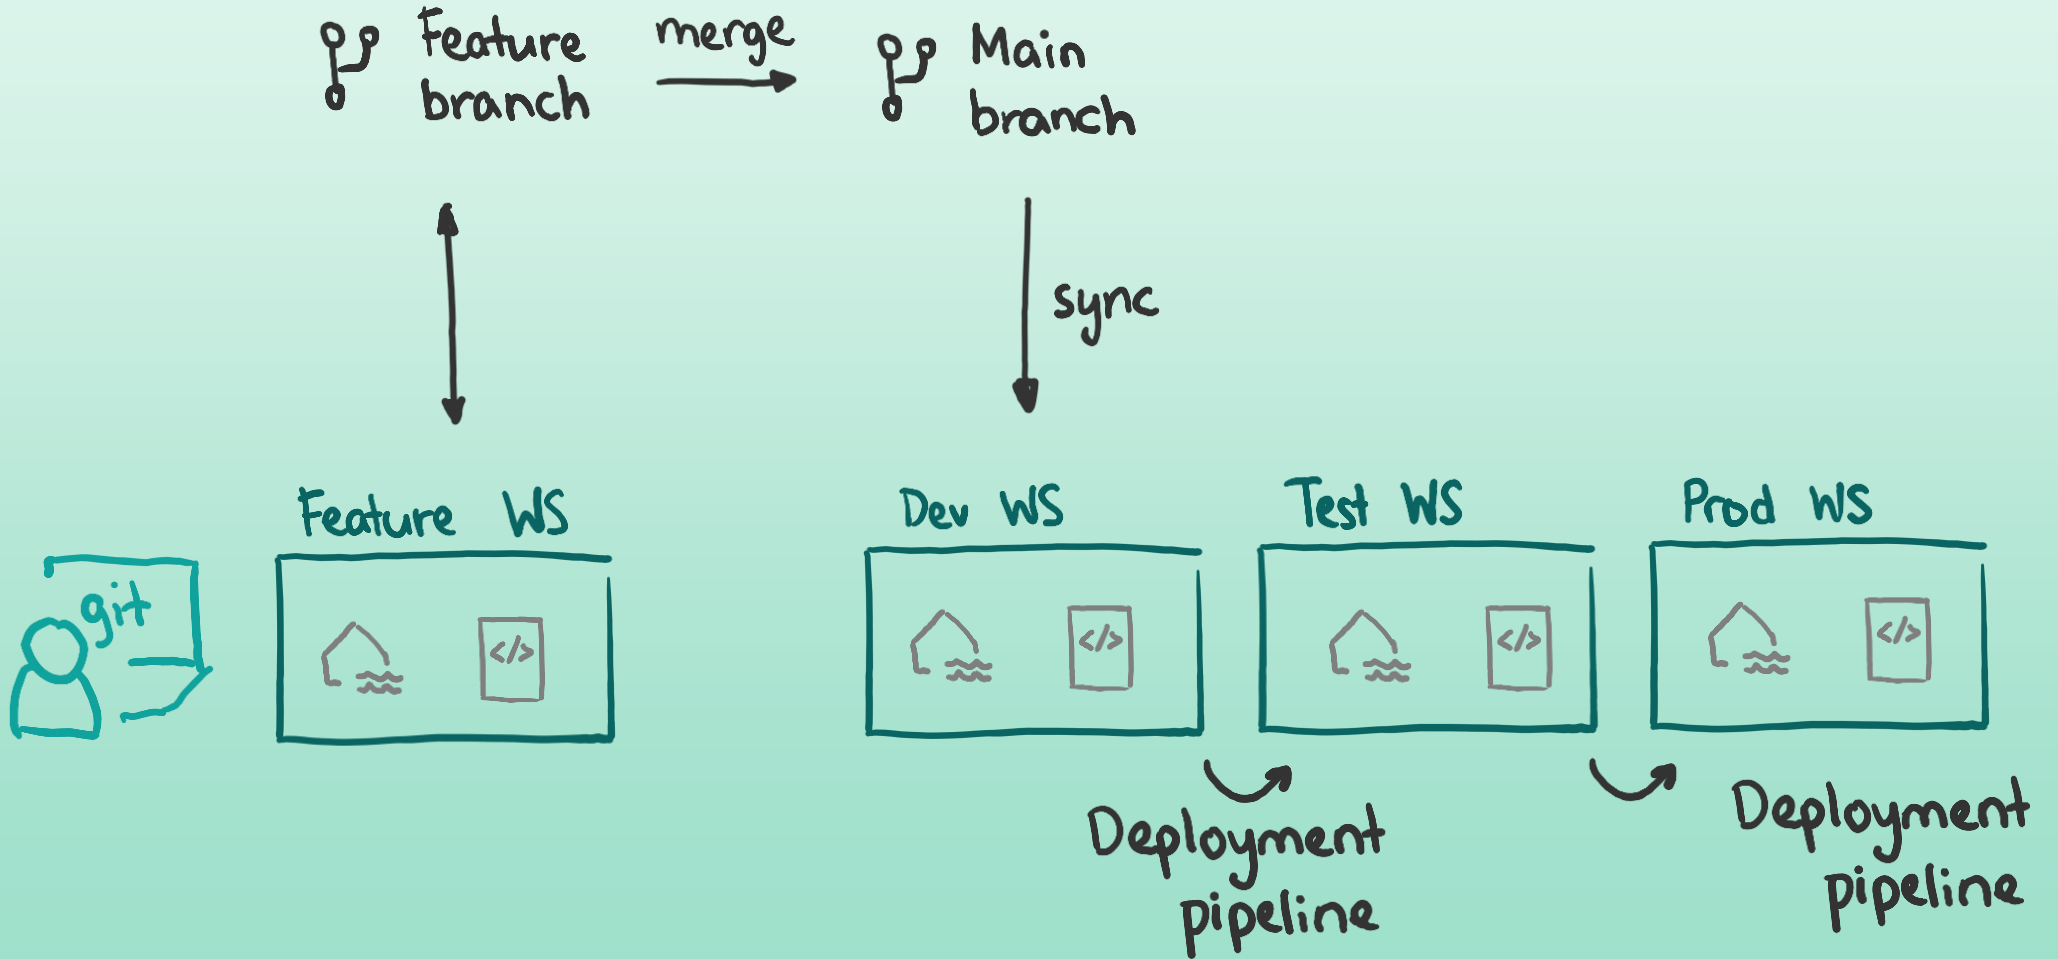 Feature
branch
merge
Main
branch
sync
Feature WS
Dev WS
Test WS
Prod WS
git
</>
</>
</>
</>
Deployment
pipeline
Deployment
pipeline